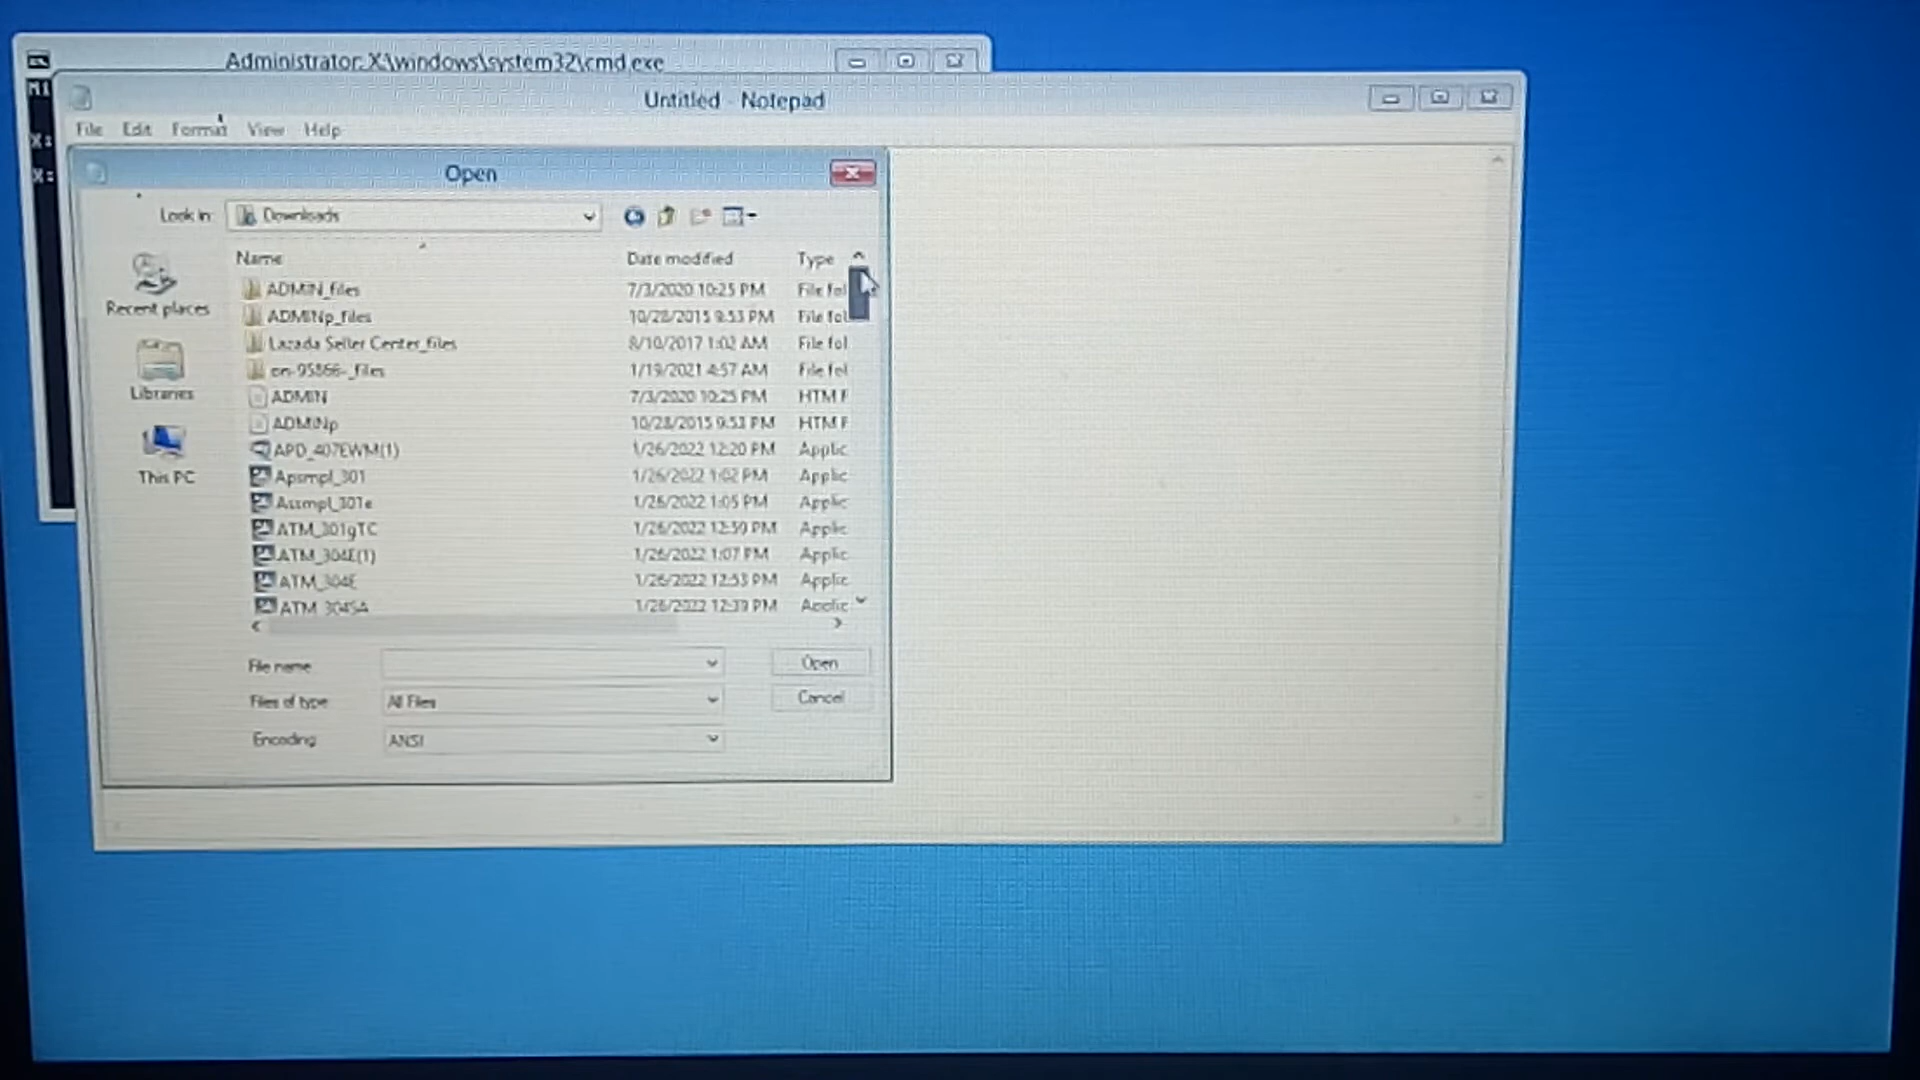 Administrator: X:\windows\system32\cmd.exe
Mi
X:
X:
Untitled - Notepad
File Edit Format View Help
Open
Look in: Downloads
Recent places
Libraries
This PC
Name Date modified Type
ADMIN_files 7/3/2020 10:25 PM File fol
ADMINp_files 10/28/2015 9:53 PM File fol
Lazada Seller Center_files 8/10/2017 1:02 AM File fol
en-95866-_files 1/19/2021 4:57 AM File fol
ADMIN 7/3/2020 10:25 PM HTM F
ADMINp 10/28/2015 9:53 PM HTM F
APD_407EWM(1) 1/26/2022 12:20 PM Applic
Apsmpl_301 1/26/2022 1:02 PM Applic
Assmpl_301e 1/26/2022 1:05 PM Applic
ATM_301gTC 1/26/2022 12:59 PM Applic
ATM_304E(1) 1/26/2022 1:07 PM Applic
ATM_304E 1/26/2022 12:53 PM Applic
ATM_304SA 1/26/2022 12:39 PM Applic
File name:
Open
Files of type: All Files
Cancel
Encoding: ANSI